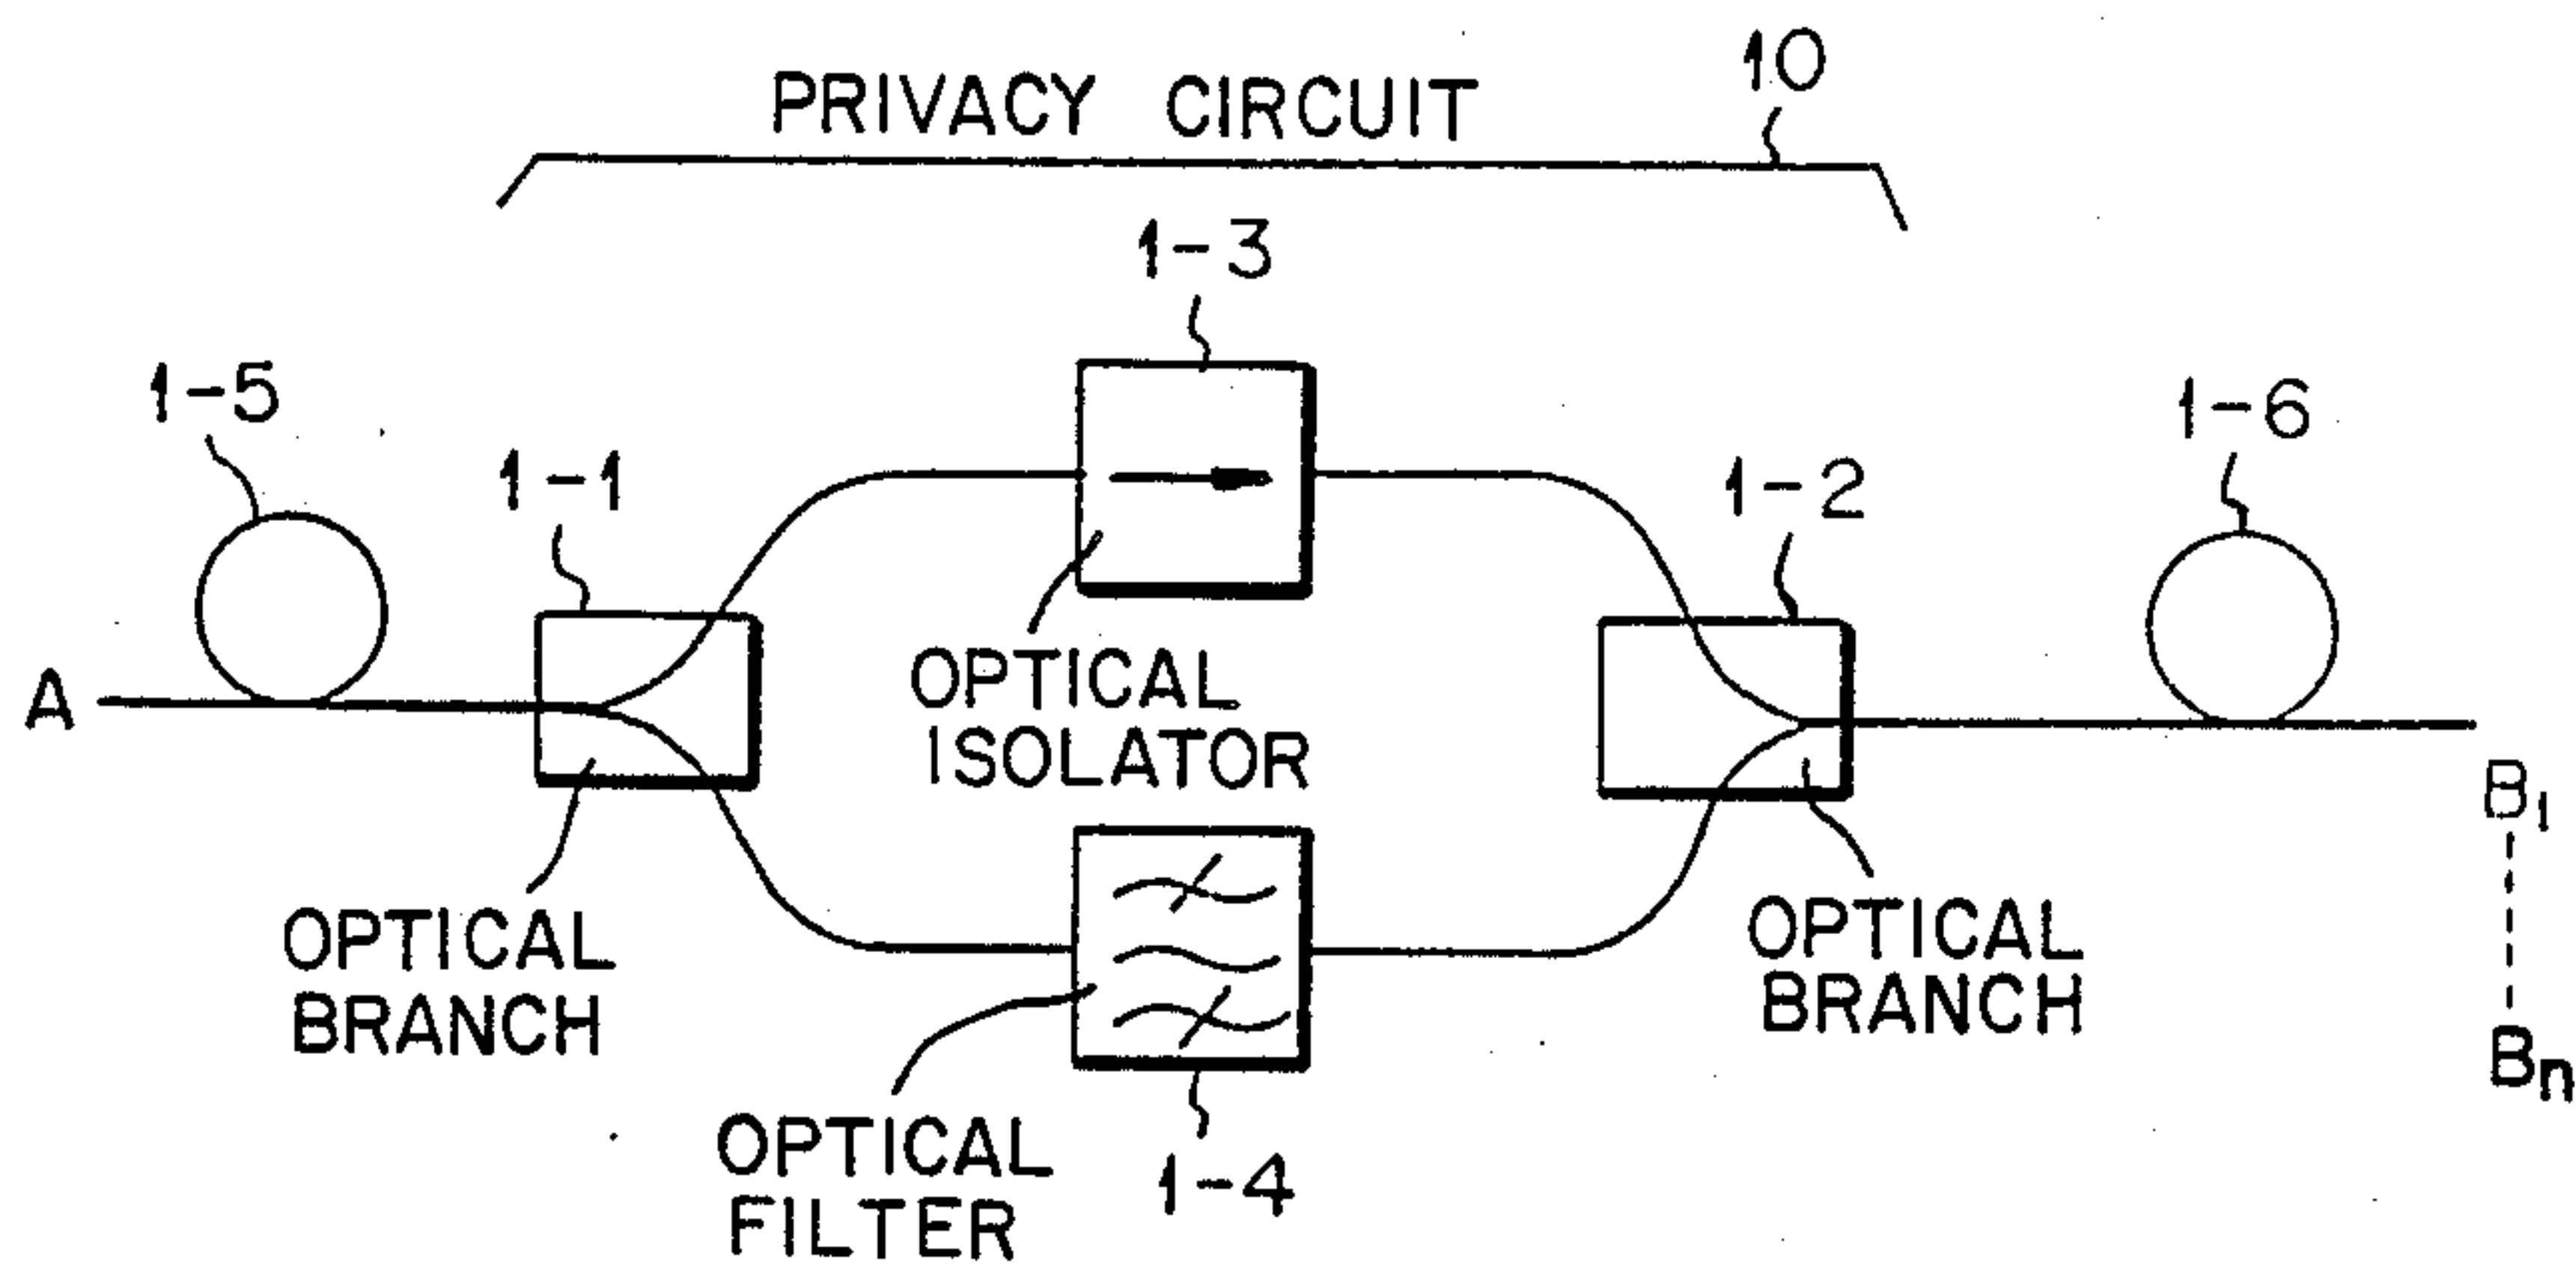 PRIVACY CIRCUIT
10
1-3
1-5
1-6
1-1
1-2
A
OPTICAL
ISOLATOR
B1
OPTICAL
BRANCH
OPTICAL
BRANCH
Bn
OPTICAL
FILTER
1-4